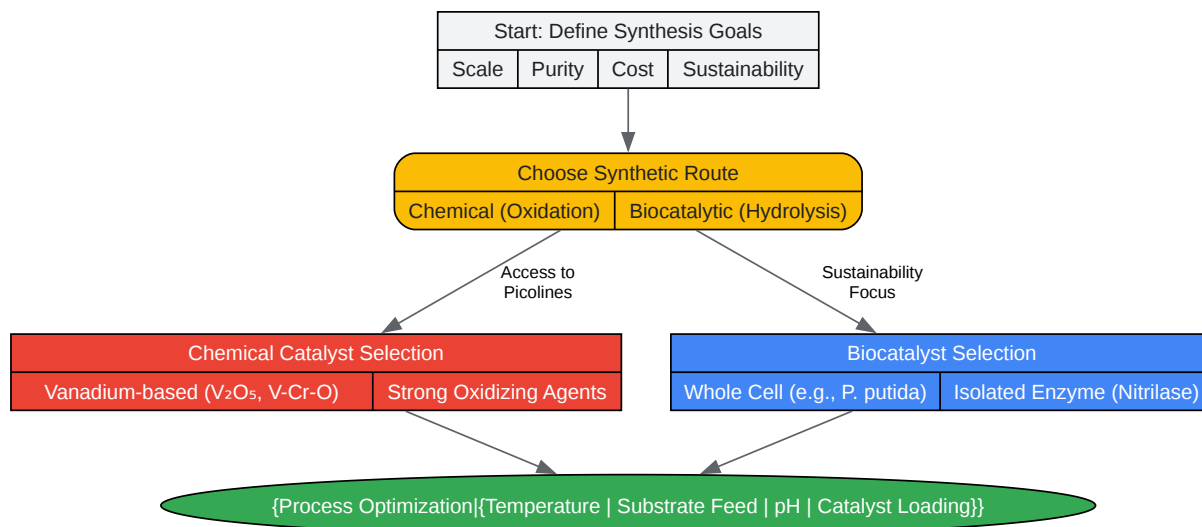 Start: Define Synthesis Goals
Scale Purity Cost Sustainability
Choose Synthetic Route
Chemical (Oxidation) Biocatalytic (Hydrolysis)
Access to
Picolines
Sustainability
Focus
Chemical Catalyst Selection
Vanadium-based (V₂O₅, V-Cr-O) Strong Oxidizing Agents
Biocatalyst Selection
Whole Cell (e.g., P. putida) Isolated Enzyme (Nitrilase)
{Process Optimization|{Temperature | Substrate Feed | pH | Catalyst Loading}}